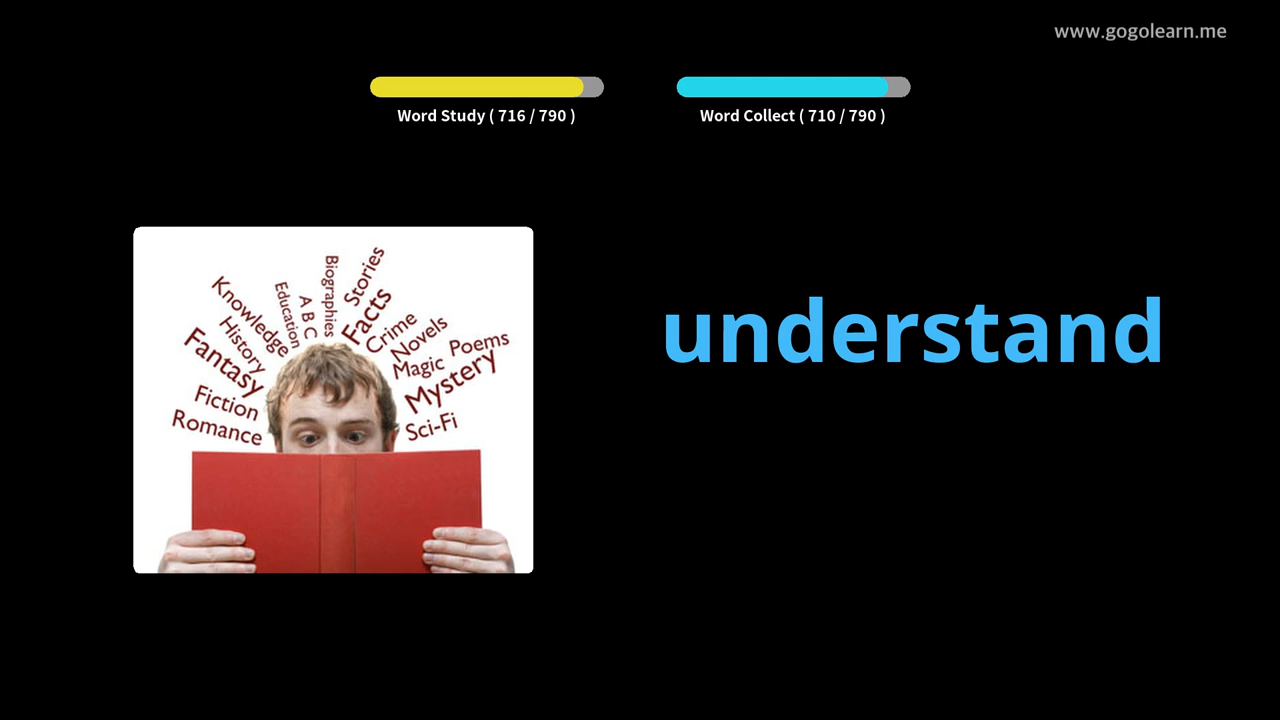 www.gogolearn.me
Word Study ( 716 / 790 )
Word Collect ( 710 / 790 )
understand
Stories
Biographies
Facts
A B C
Education
Knowledge
Crime
Novels
History
Poems
Magic
Fantasy
Mystery
Fiction
Romance
Sci-Fi